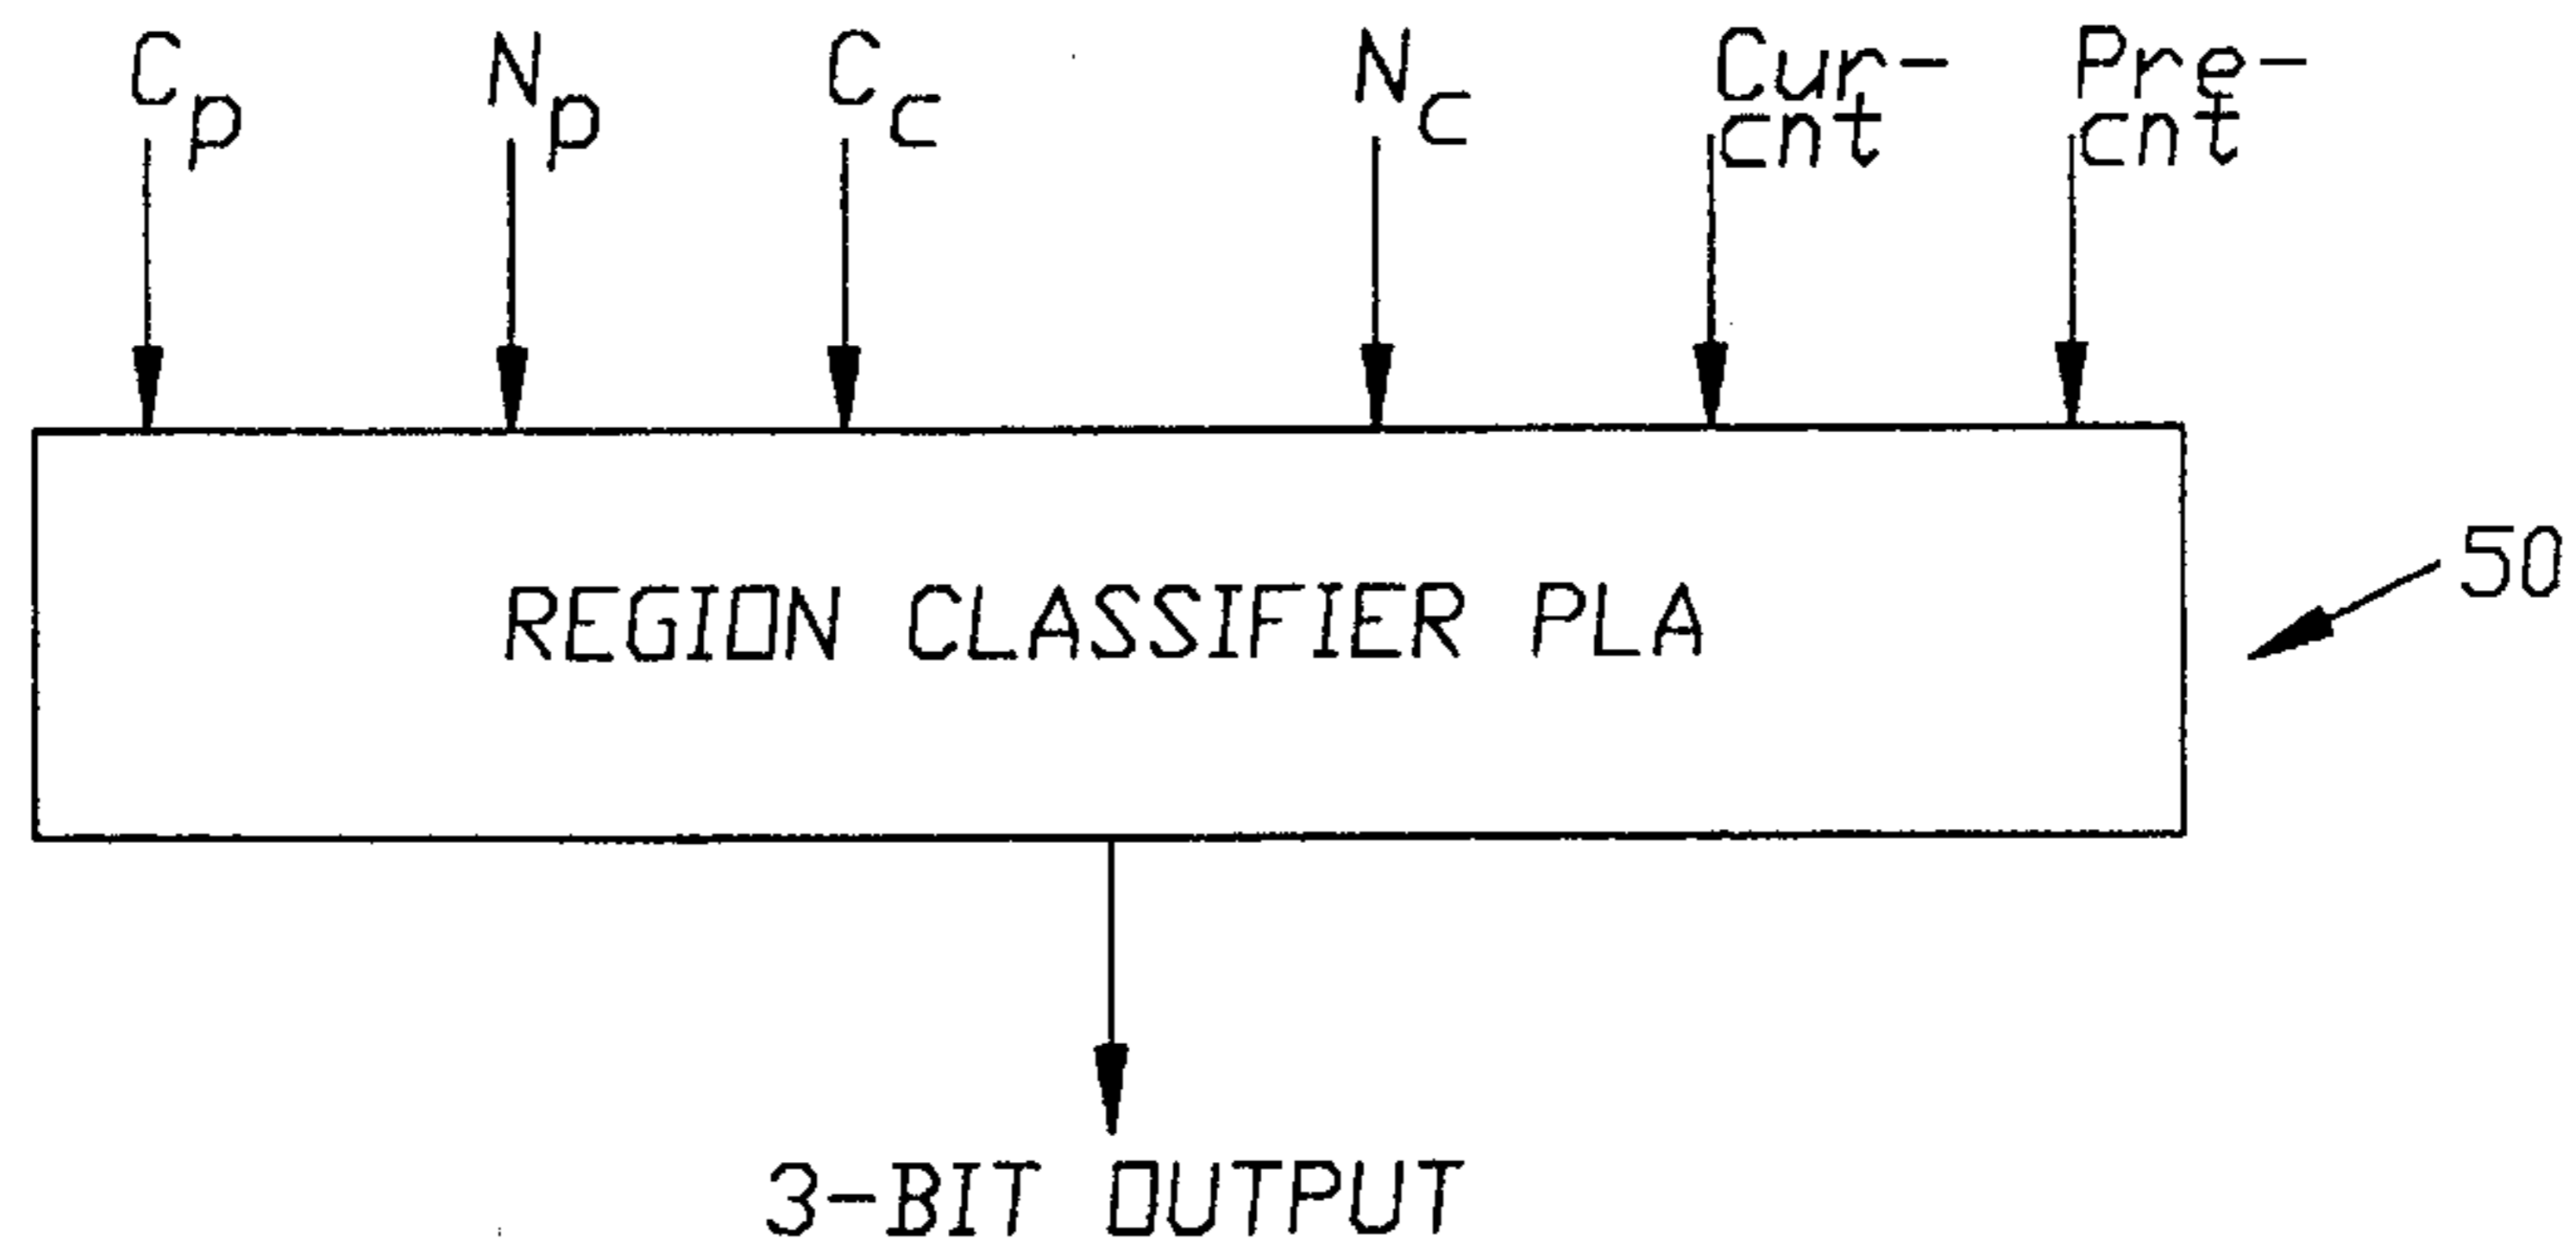 Cp Np Cc Nc Cur- Pre-
cnt cnt
REGION CLASSIFIER PLA
50
3-BIT OUTPUT